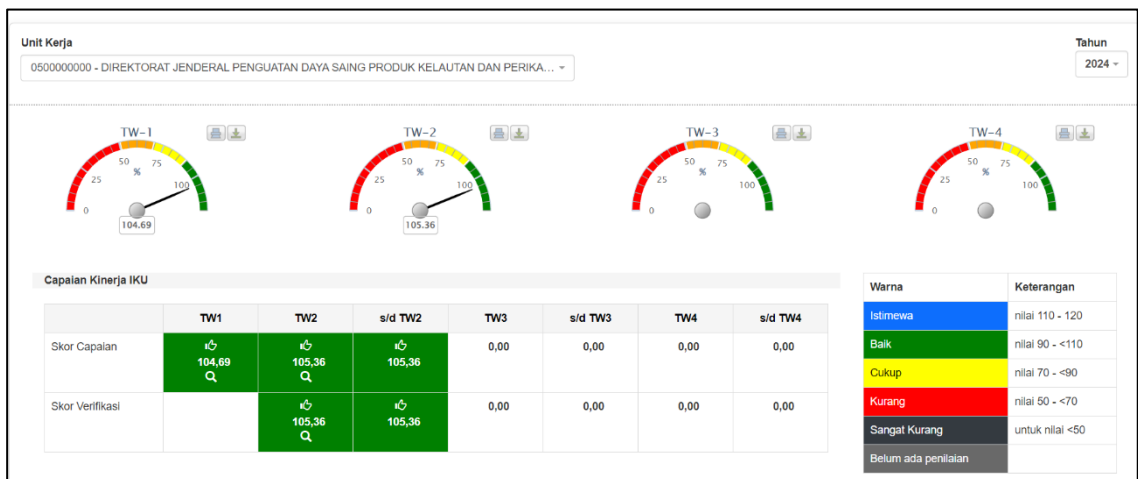 Unit Kerja
Tahun
0500000000 - DIREKTORAT JENDERAL PENGUATAN DAYA SAING PRODUK KELAUTAN DAN PERIKA...
2024
TW-1
0 25 50 75 100
%
104.69
TW-2
0 25 50 75 100
%
105.36
TW-3
0 25 50 75 100
%
TW-4
0 25 50 75 100
%
Capaian Kinerja IKU
TW1 TW2 s/d TW2 TW3 s/d TW3 TW4 s/d TW4
Skor Capaian 104,69 105,36 105,36 0,00 0,00 0,00 0,00
Skor Verifikasi 105,36 105,36 0,00 0,00 0,00 0,00
Warna Keterangan
Istimewa nilai 110 - 120
Baik nilai 90 - <110
Cukup nilai 70 - <90
Kurang nilai 50 - <70
Sangat Kurang untuk nilai <50
Belum ada penilaian